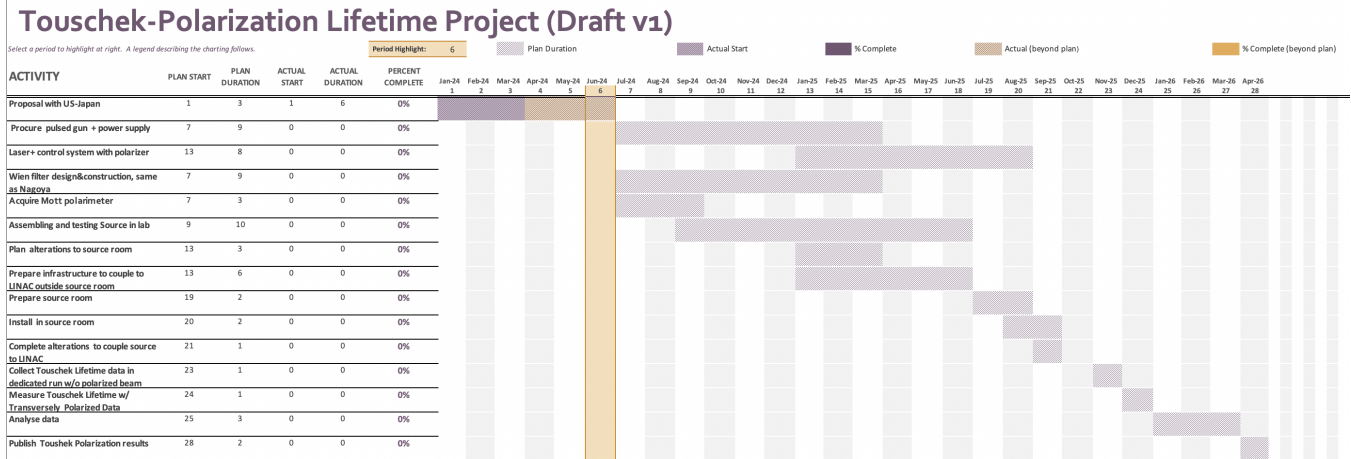 Touschek-Polarization Lifetime Project (Draft v1)
Select a period to highlight at right. A legend describing the charting follows.
Period Highlight: 6
Plan Duration
Actual Start
% Complete
Actual (beyond plan)
% Complete (beyond plan)
ACTIVITY
PLAN START
PLAN
DURATION
ACTUAL
START
ACTUAL
DURATION
PERCENT
COMPLETE
Jan-24 Feb-24 Mar-24 Apr-24 May-24 Jun-24 Jul-24 Aug-24 Sep-24 Oct-24 Nov-24 Dec-24 Jan-25 Feb-25 Mar-25 Apr-25 May-25 Jun-25 Jul-25 Aug-25 Sep-25 Oct-25 Nov-25 Dec-25 Jan-26 Feb-26 Mar-26 Apr-26
1 2 3 4 5 6 7 8 9 10 11 12 13 14 15 16 17 18 19 20 21 22 23 24 25 26 27 28
Proposal with US-Japan 1 3 1 6 0%
Procure pulsed gun + power supply 7 9 0 0 0%
Laser+ control system with polarizer 13 8 0 0 0%
Wien filter design&construction, same 7 9 0 0 0%
as Nagoya
Acquire Mott polarimeter 7 3 0 0 0%
Assembling and testing Source in lab 9 10 0 0 0%
Plan alterations to source room 13 3 0 0 0%
Prepare infrastructure to couple to 13 6 0 0 0%
LINAC outside source room
Prepare source room 19 2 0 0 0%
Install in source room 20 2 0 0 0%
Complete alterations to couple source 21 1 0 0 0%
to LINAC
Collect Touschek Lifetime data in 23 1 0 0 0%
dedicated run w/o polarized beam
Measure Touschek Lifetime w/ 24 1 0 0 0%
Transversely Polarized Data
Analyse data 25 3 0 0 0%
Publish Toushek Polarization results 28 2 0 0 0%